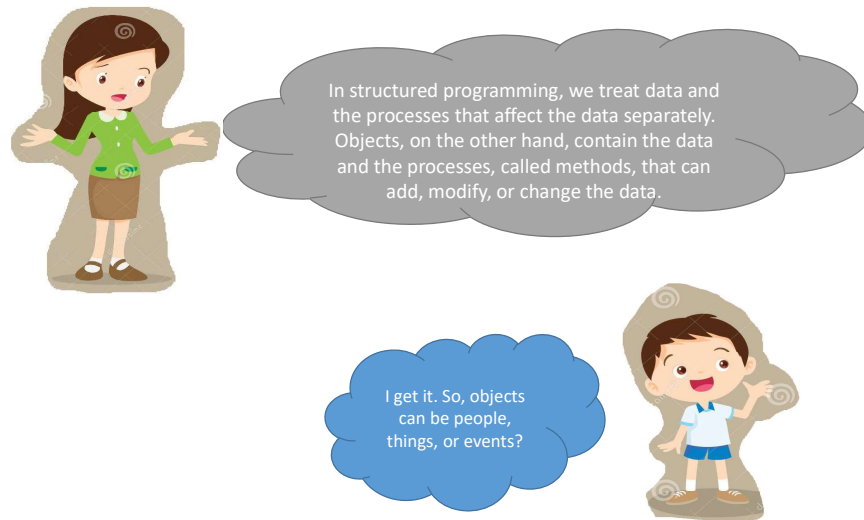 In structured programming, we treat data and
the processes that affect the data separately.
Objects, on the other hand, contain the data
and the processes, called methods, that can
add, modify, or change the data.
I get it. So, objects
can be people,
things, or events?